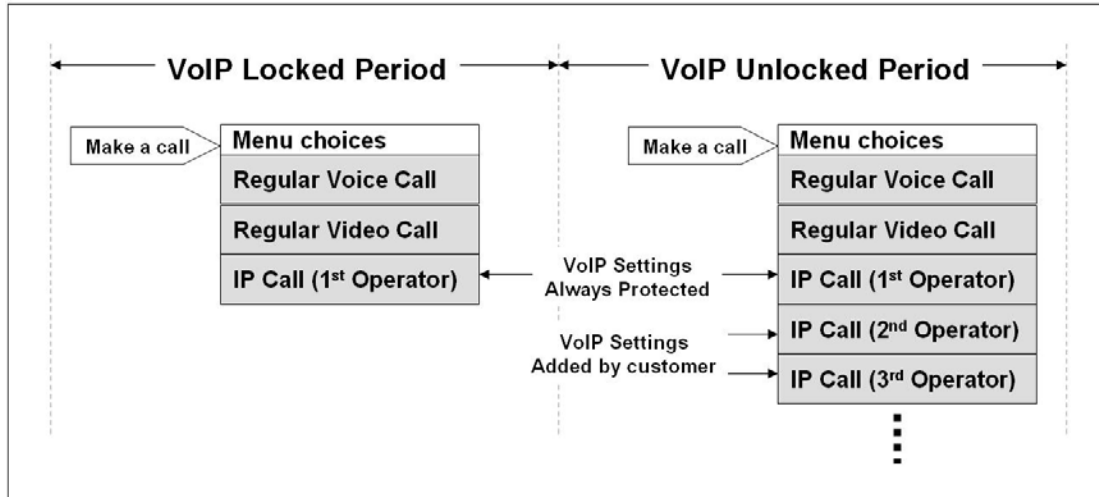 VoIP Locked Period
VoIP Unlocked Period
Make a call
Menu choices
Regular Voice Call
Regular Video Call
IP Call (1st Operator)
VoIP Settings
Always Protected
VoIP Settings
Added by customer
Make a call
Menu choices
Regular Voice Call
Regular Video Call
IP Call (1st Operator)
IP Call (2nd Operator)
IP Call (3rd Operator)